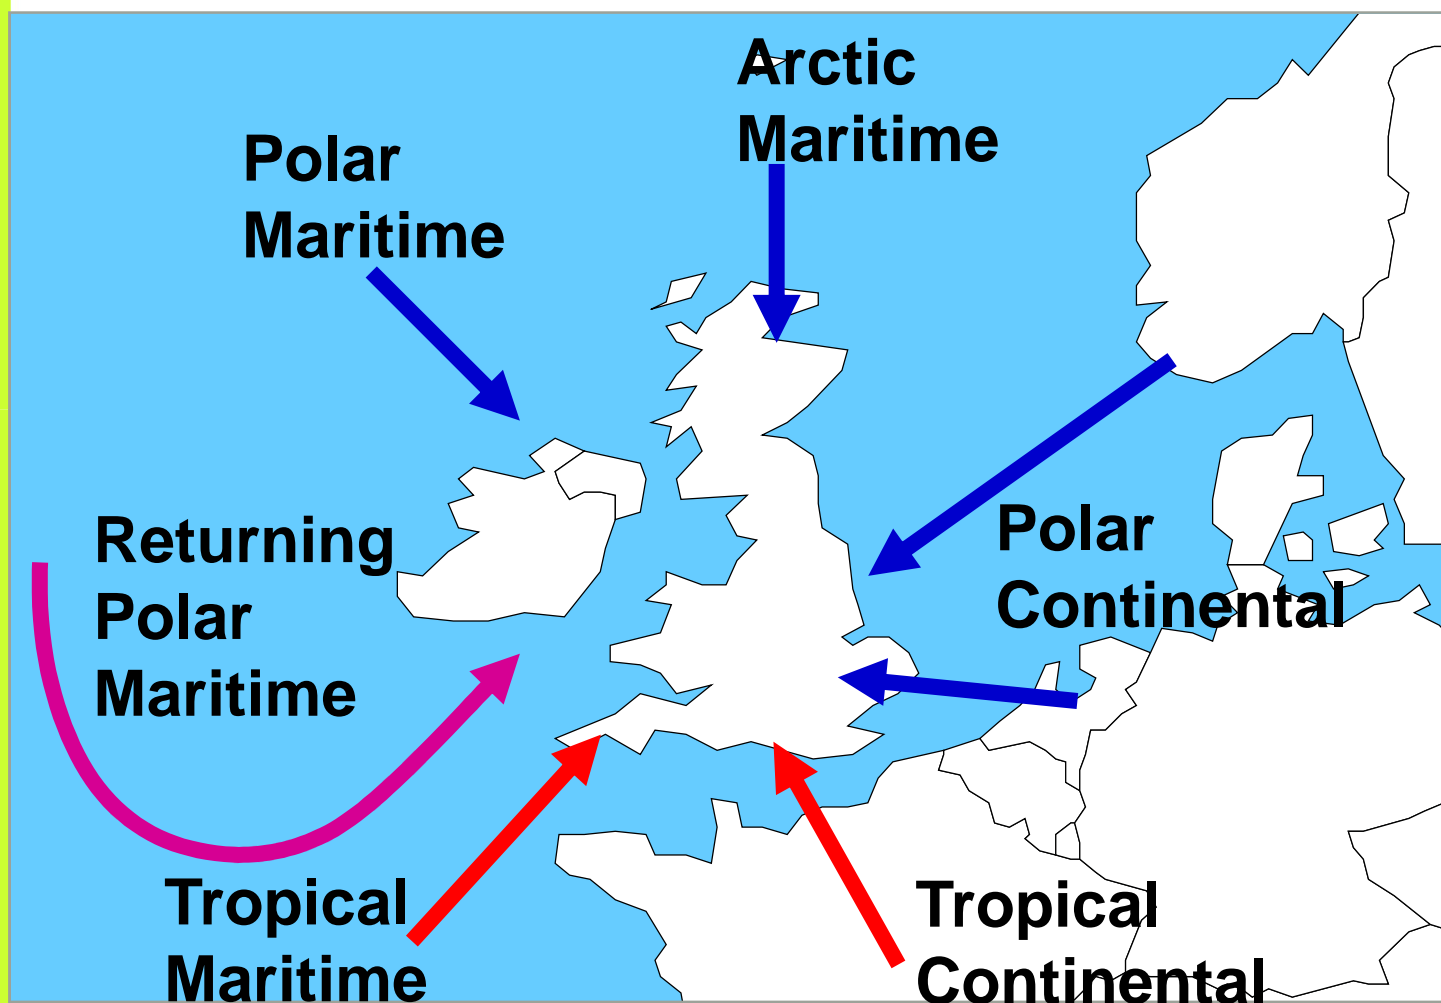 Arctic
Maritime
Polar
Maritime
Returning
Polar
Maritime
Polar
Continental
Tropical
Maritime
Tropical
Continental